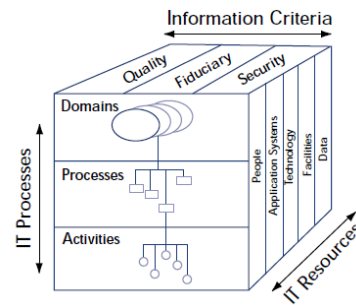 Information Criteria
Quality
Fiduciary
Security
Domains
Processes
Activities
IT Processes
People
Application Systems
Technology
Facilities
Data
IT Resources